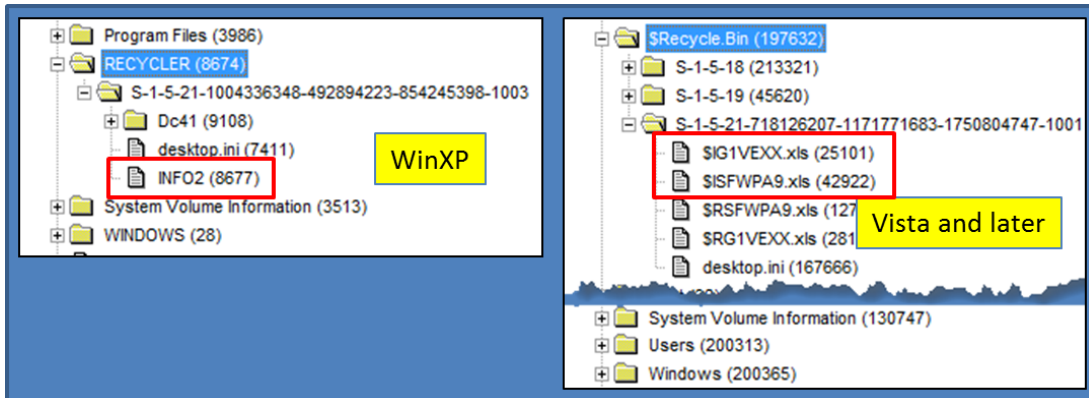 Program Files (3986)
RECYCLER (8674)
S-1-5-21-1004336348-492894223-854245398-1003
Dc41 (9108)
desktop.ini (7411)
INFO2 (8677)
System Volume Information (3513)
WINDOWS (28)
WinXP
$Recycle.Bin (197632)
S-1-5-18 (213321)
S-1-5-19 (45620)
S-1-5-21-718126207-1171771683-1750804747-1001
$IG1VEXX.xls (25101)
$ISFWPA9.xls (42922)
$RSFWPA9.xls (127
$RG1VEXX.xls (281
desktop.ini (167666)
Vista and later
System Volume Information (130747)
Users (200313)
Windows (200365)